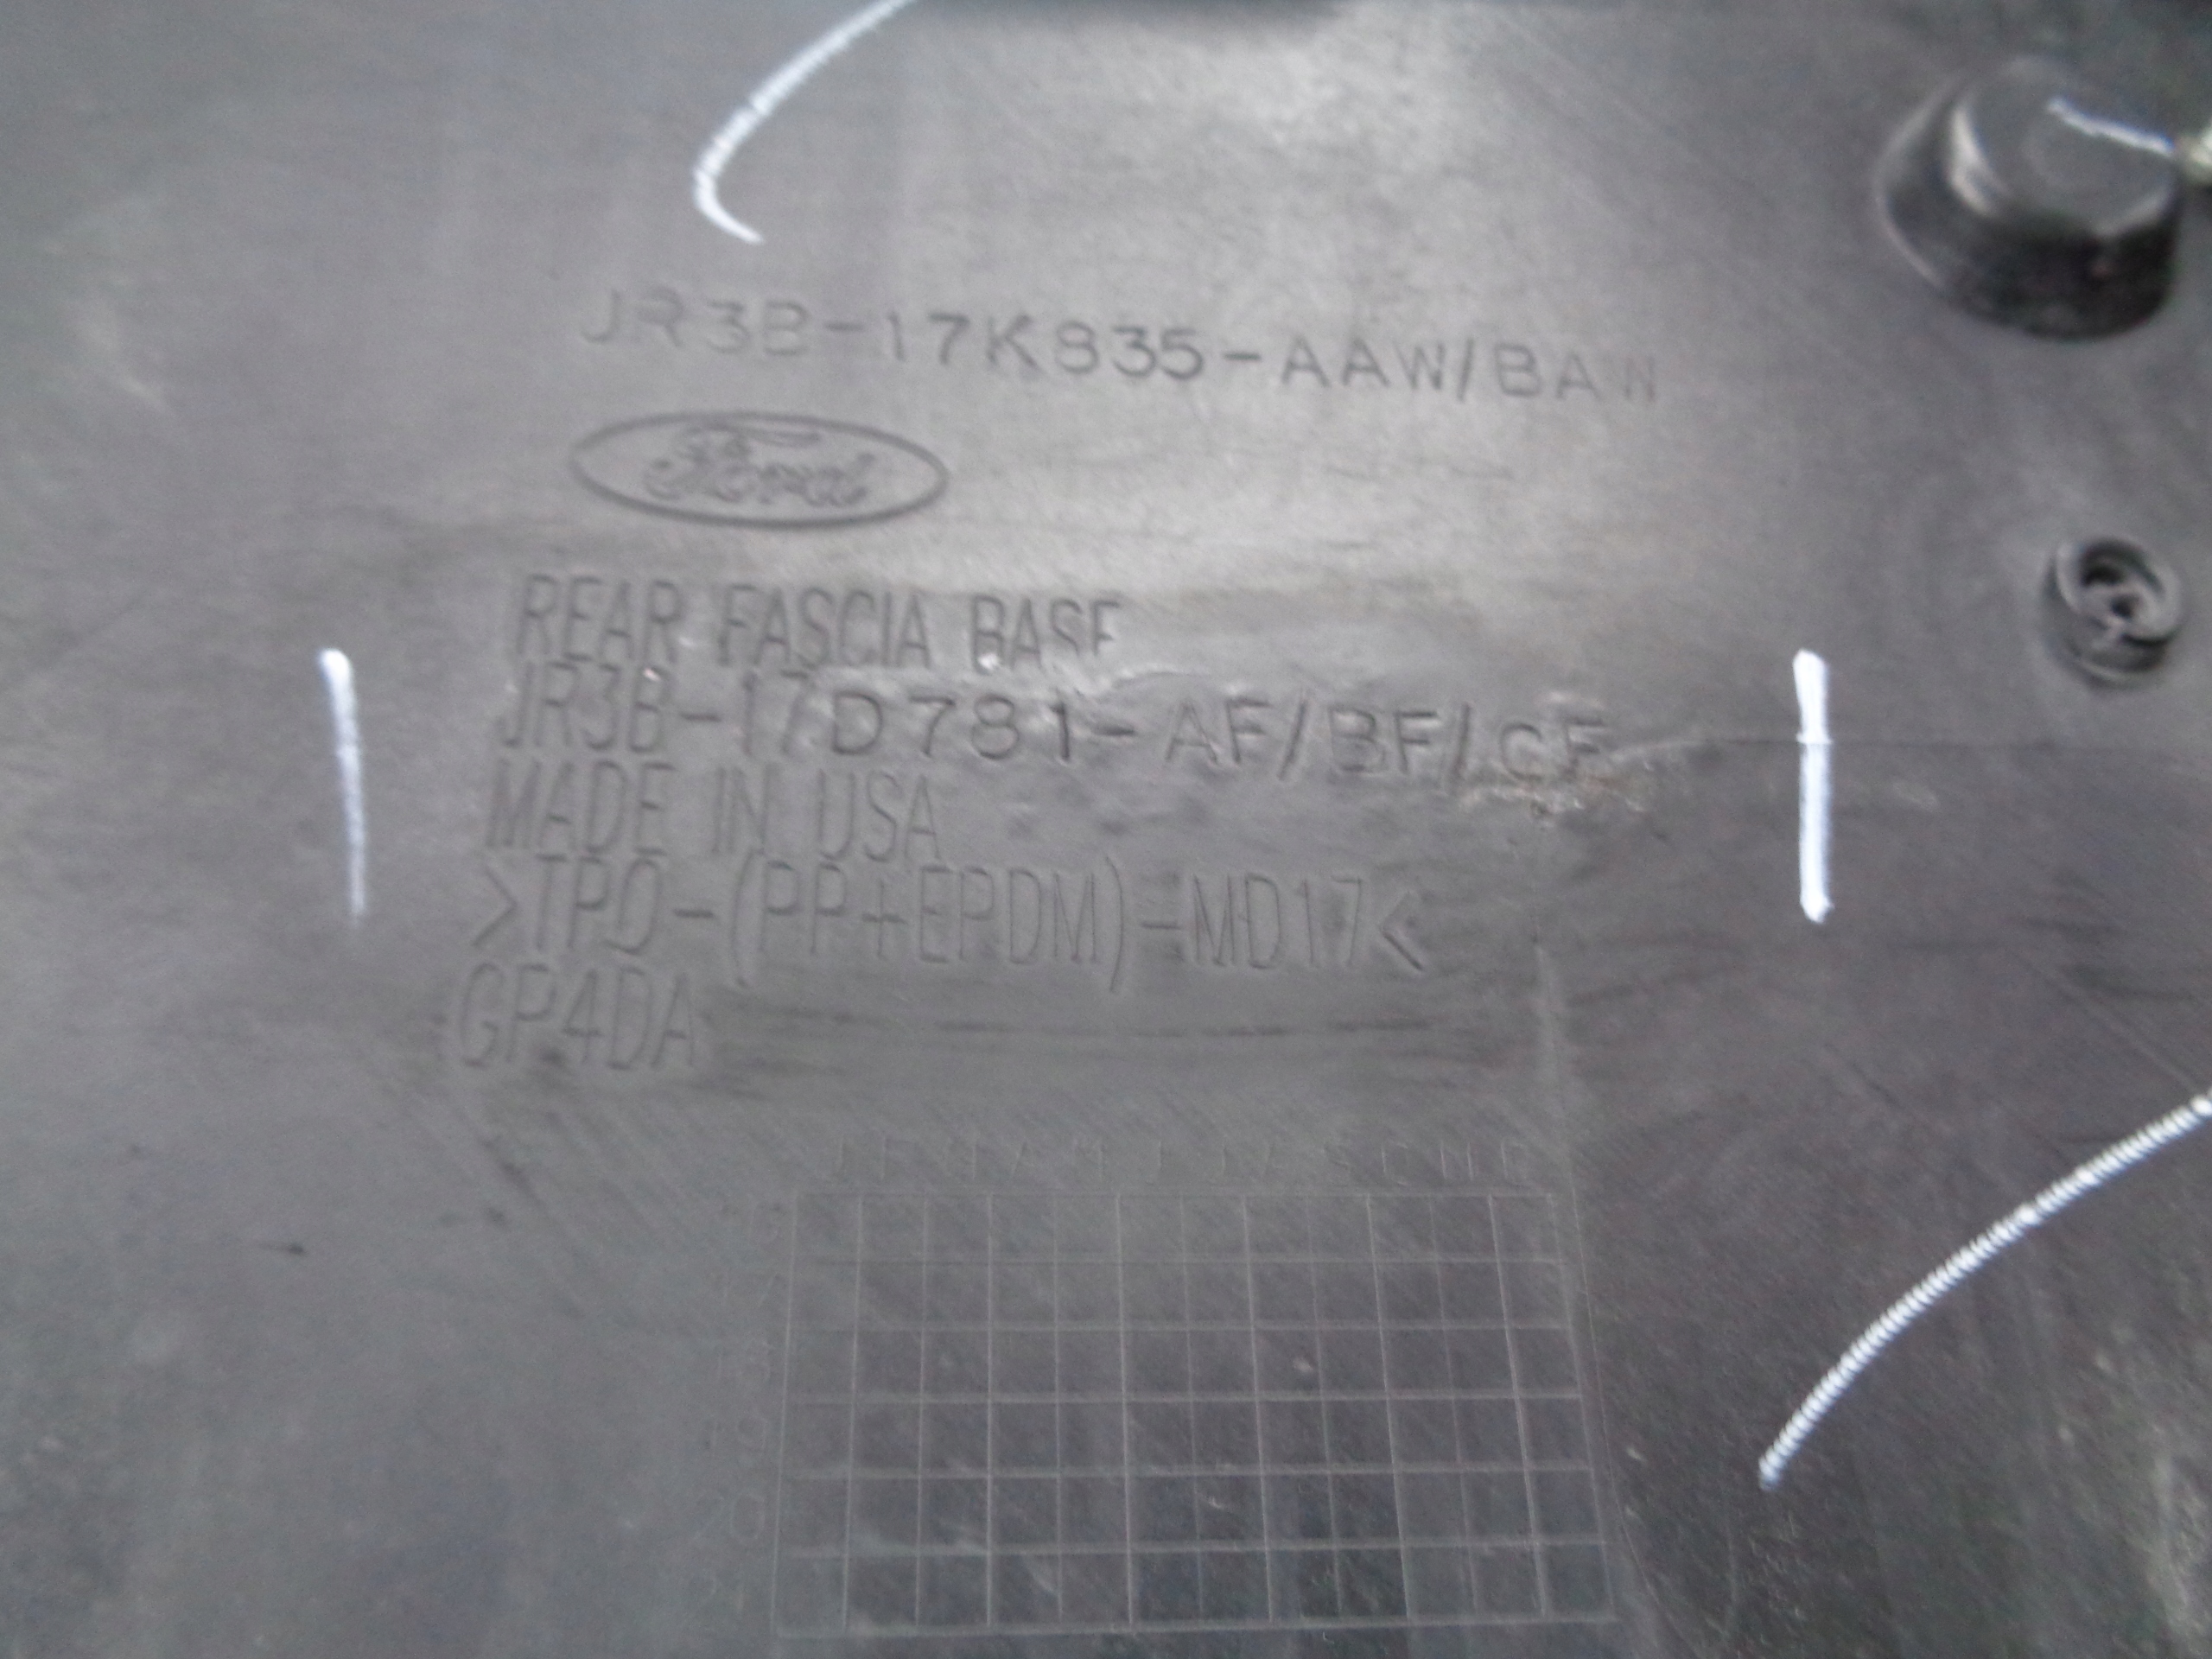 JR3B-17K835-AAW/BAW
Ford
REAR FASCIA BASE
JR3B-17D781-AF/BF/CF
MADE IN USA
>TPO-(PP+EPDM)-MD17<
GP4DA
J F M A M J J A S O N D